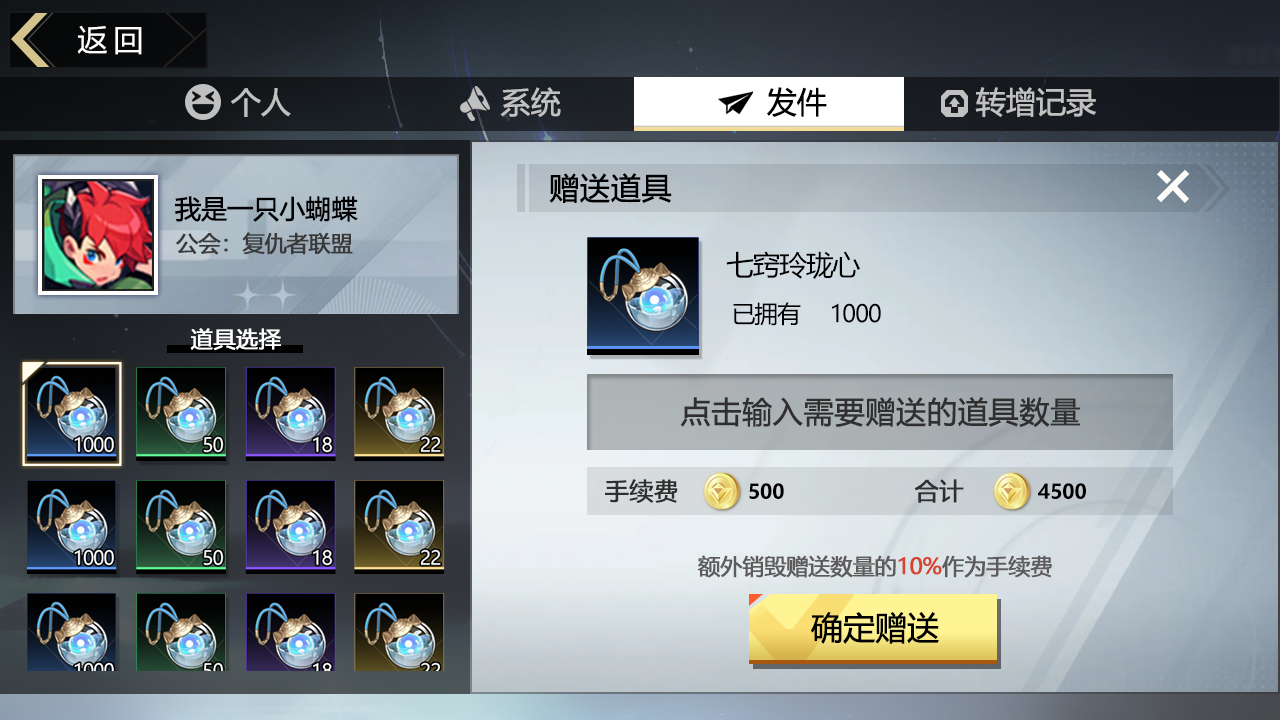 返回
个人
系统
发件
转增记录
我是一只小蝴蝶
公会：复仇者联盟
道具选择
1000
50
18
22
1000
50
18
22
1000
50
18
22
赠送道具
七窍玲珑心
已拥有 1000
点击输入需要赠送的道具数量
手续费 500 合计 4500
额外销毁赠送数量的10%作为手续费
确定赠送